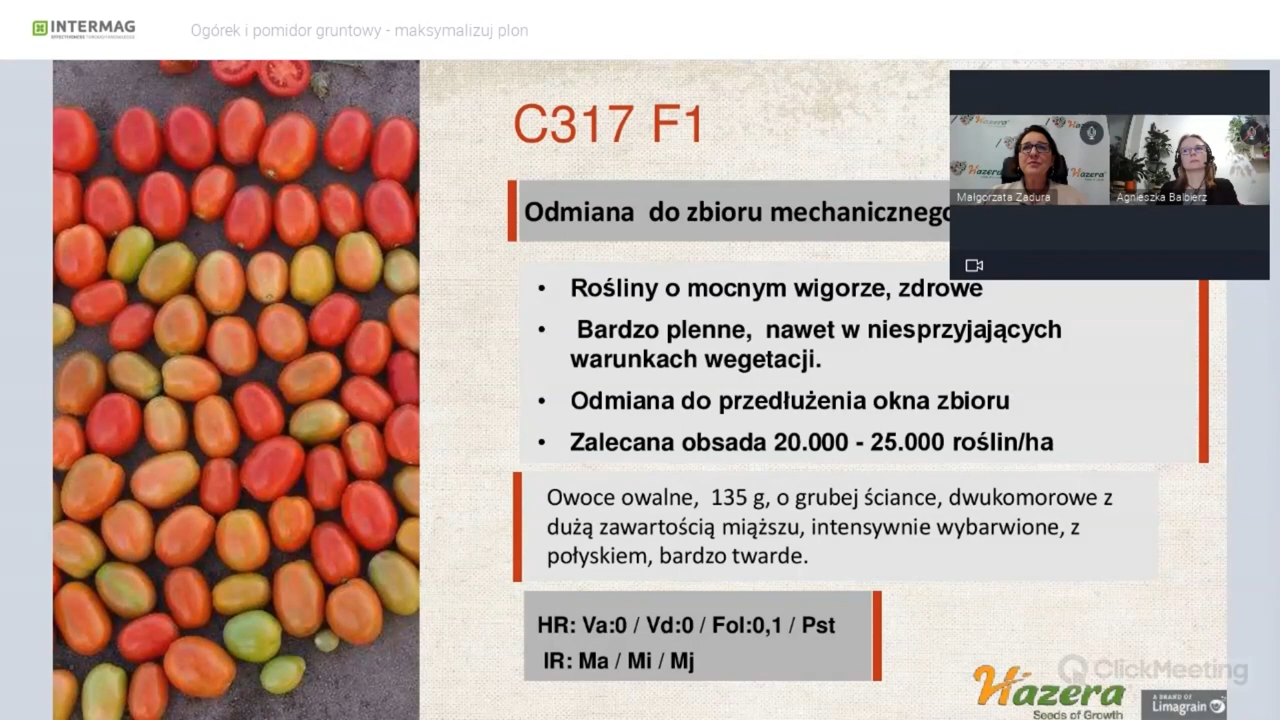 INTERMAG
Ogórek i pomidor gruntowy - maksymalizuj plon
C317 F1
Hazera
Hazera
Małgorzata Zadura
Agnieszka Balbierz
Odmiana do zbioru mechanicznego
• Rośliny o mocnym wigorze, zdrowe
• Bardzo plenne, nawet w niesprzyjających
warunkach wegetacji.
• Odmiana do przedłużenia okna zbioru
• Zalecana obsada 20.000 - 25.000 roślin/ha
Owoce owalne, 135 g, o grubej ściance, dwukomorowe z
dużą zawartością miąższu, intensywnie wybarwione, z
połyskiem, bardzo twarde.
HR: Va:0 / Vd:0 / Fol:0,1 / Pst
IR: Ma / Mi / Mj
ClickMeeting
Hazera
Seeds of Growth
A BRAND OF
Limagrain